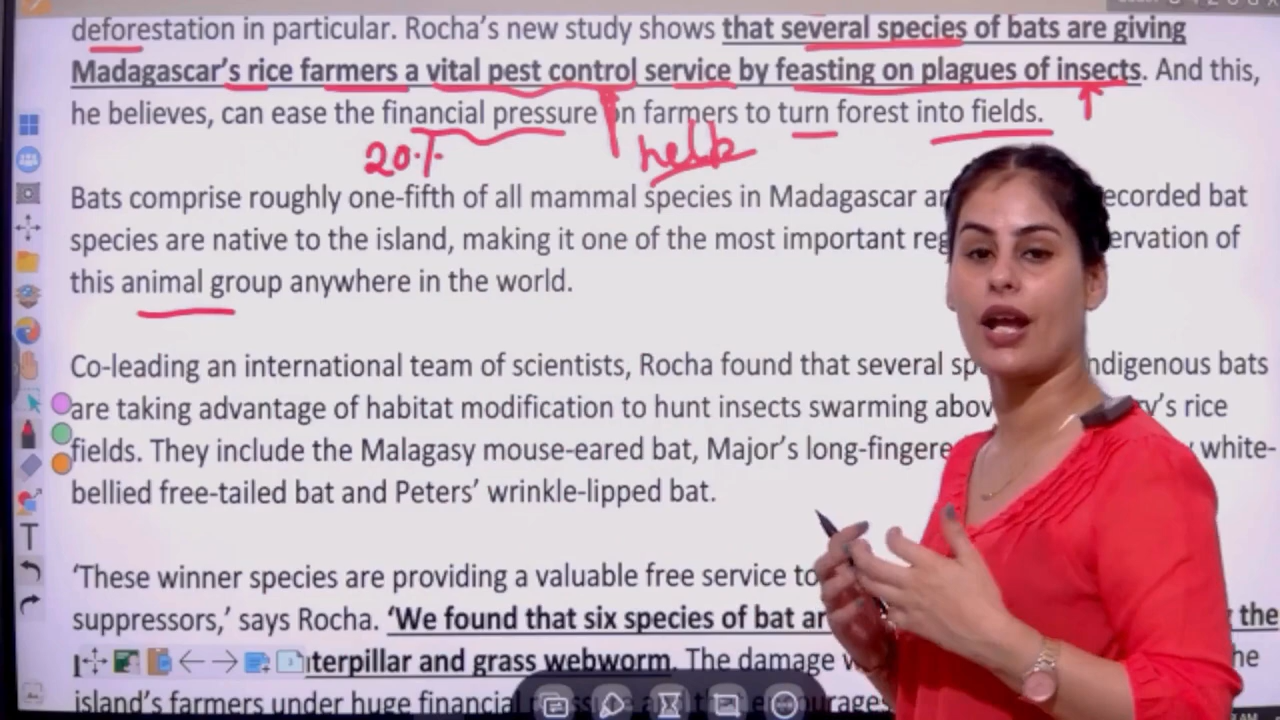 deforestation in particular. Rocha's new study shows that several species of bats are giving
Madagascar's rice farmers a vital pest control service by feasting on plagues of insects. And this,
he believes, can ease the financial pressure on farmers to turn forest into fields.
20%
help
Bats comprise roughly one-fifth of all mammal species in Madagascar ecorded bat
species are native to the island, making it one of the most important ervation of
this animal group anywhere in the world.
Co-leading an international team of scientists, Rocha found that several ndigenous bats
are taking advantage of habitat modification to hunt insects swarming y's rice
fields. They include the Malagasy mouse-eared bat, Major's long-fingere white-
bellied free-tailed bat and Peters' wrinkle-lipped bat.
'These winner species are providing a valuable free service to
suppressors,' says Rocha. 'We found that six species of bat the
terpillar and grass webworm. The damage he
island's farmers under huge financial
T